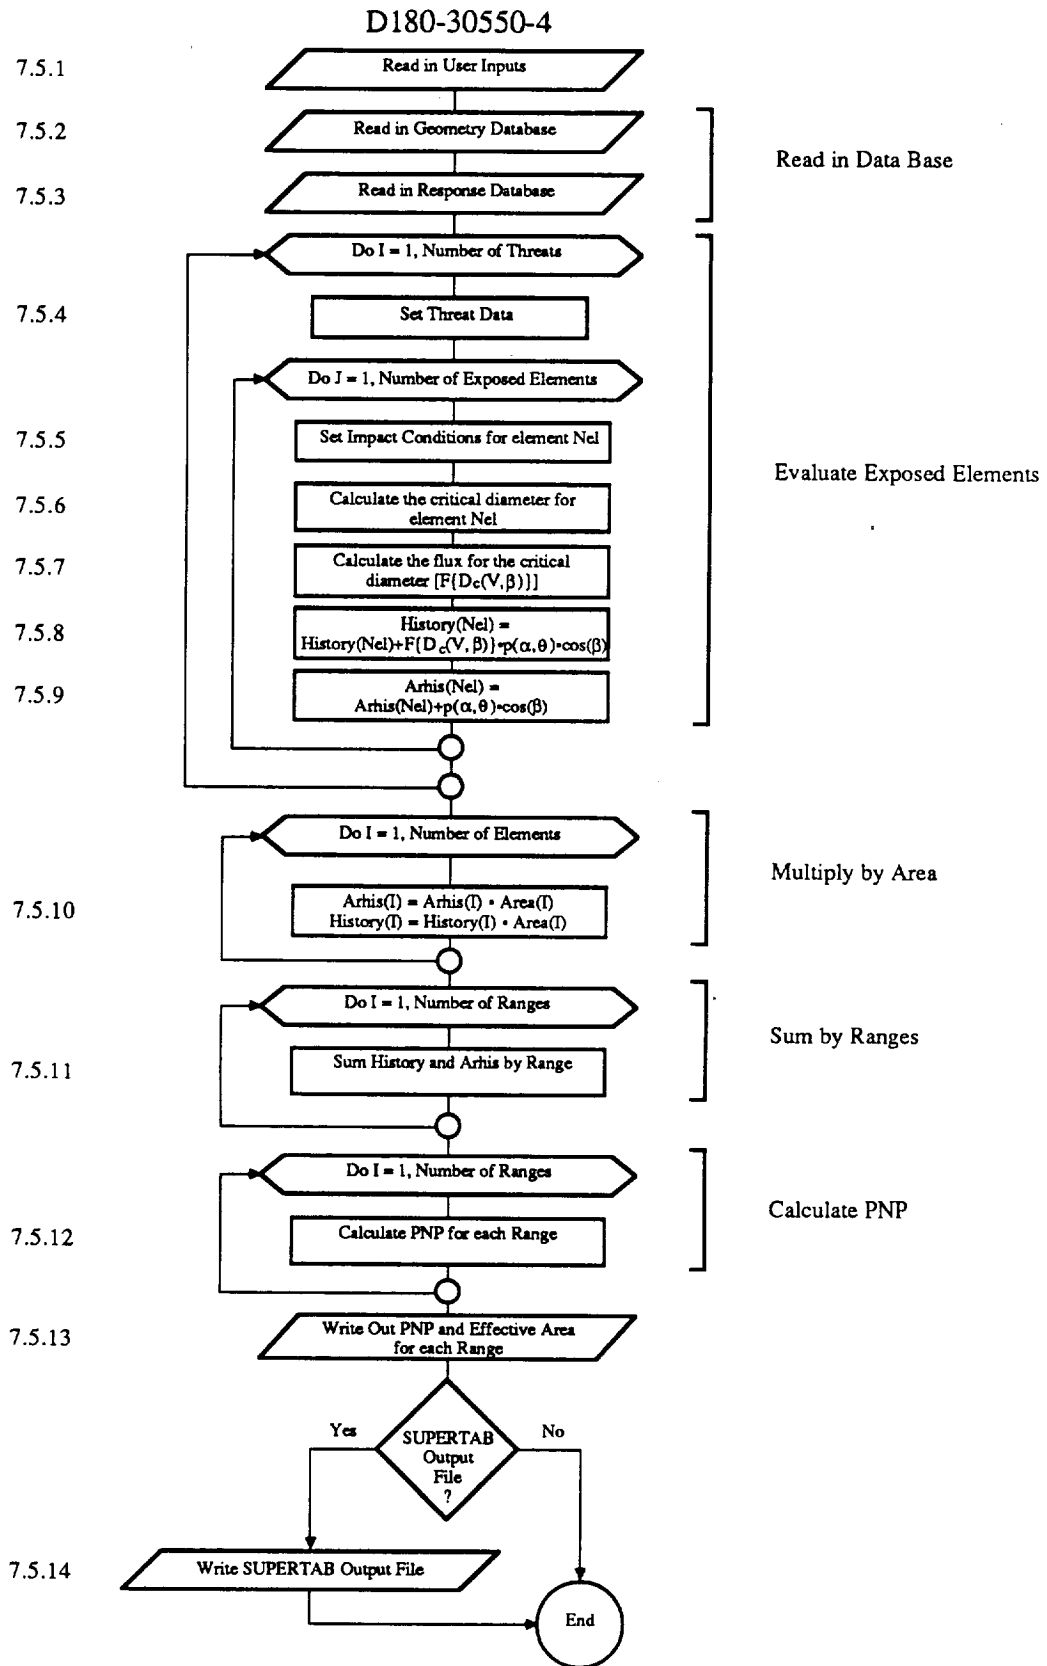 D180-30550-4
7.5.1
Read in User Inputs
7.5.2
Read in Geometry Database
Read in Data Base
7.5.3
Read in Response Database
Do I = 1, Number of Threats
7.5.4
Set Threat Data
Do J = 1, Number of Exposed Elements
7.5.5
Set Impact Conditions for element Nel
Evaluate Exposed Elements
7.5.6
Calculate the critical diameter for
element Nel
7.5.7
Calculate the flux for the critical
diameter [F{Dc(V,β)}]
7.5.8
History(Nel) =
History(Nel)+F{Dc(V,β)}•p(α,θ)•cos(β)
7.5.9
Arhis(Nel) =
Arhis(Nel)+p(α,θ)•cos(β)
Do I = 1, Number of Elements
Multiply by Area
7.5.10
Arhis(I) = Arhis(I) • Area(I)
History(I) = History(I) • Area(I)
Do I = 1, Number of Ranges
Sum by Ranges
7.5.11
Sum History and Arhis by Range
Do I = 1, Number of Ranges
Calculate PNP
7.5.12
Calculate PNP for each Range
7.5.13
Write Out PNP and Effective Area
for each Range
Yes
No
SUPERTAB
Output
File
?
7.5.14
Write SUPERTAB Output File
End